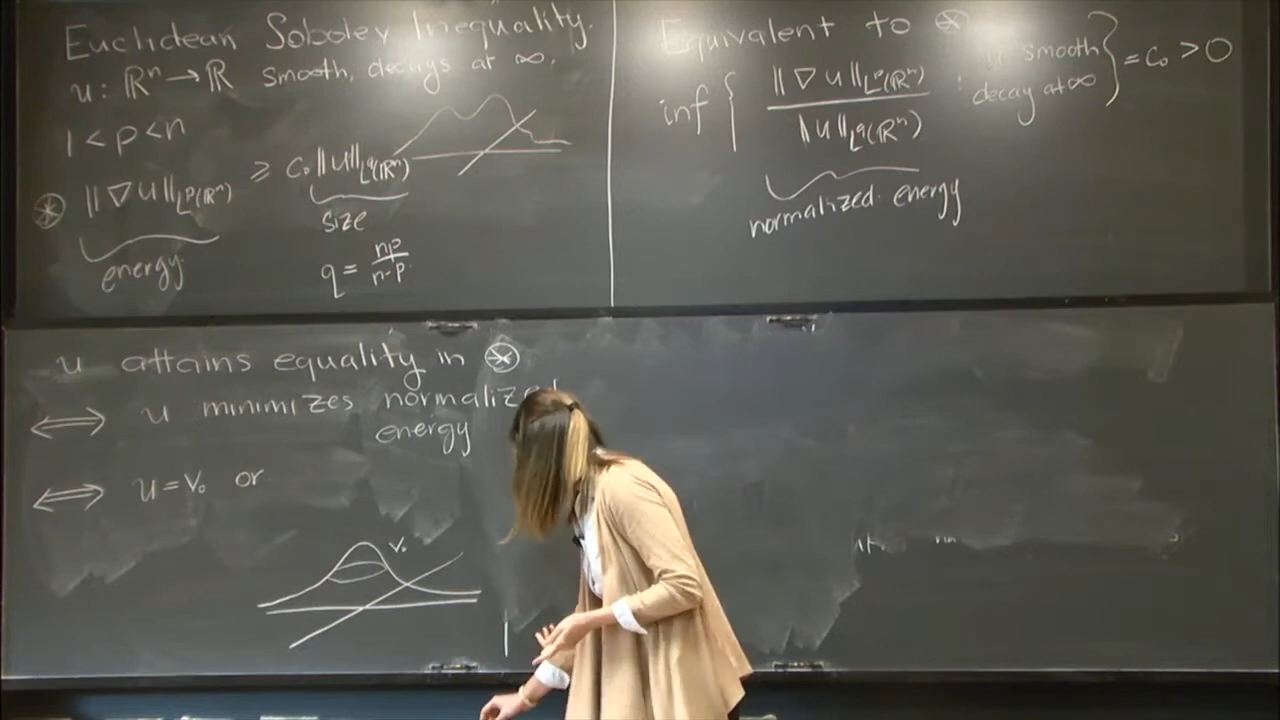 Euclidean Sobolev Inequality.
u: ℝⁿ → ℝ smooth, decays at ∞.
1 < p < n
⊛ ‖∇u‖_{L^p(ℝⁿ)} ≥ c₀‖u‖_{L^q(ℝⁿ)}
energy size
q = np/(n-p)
Equivalent to ⊛
inf { ‖∇u‖_{L^p(ℝⁿ)} / ‖u‖_{L^q(ℝⁿ)} : u smooth decay at ∞ } = c₀ > 0
normalized energy
u attains equality in ⊛
⟺ u minimizes normalized
energy
⟺ u = v₀ or
v₀